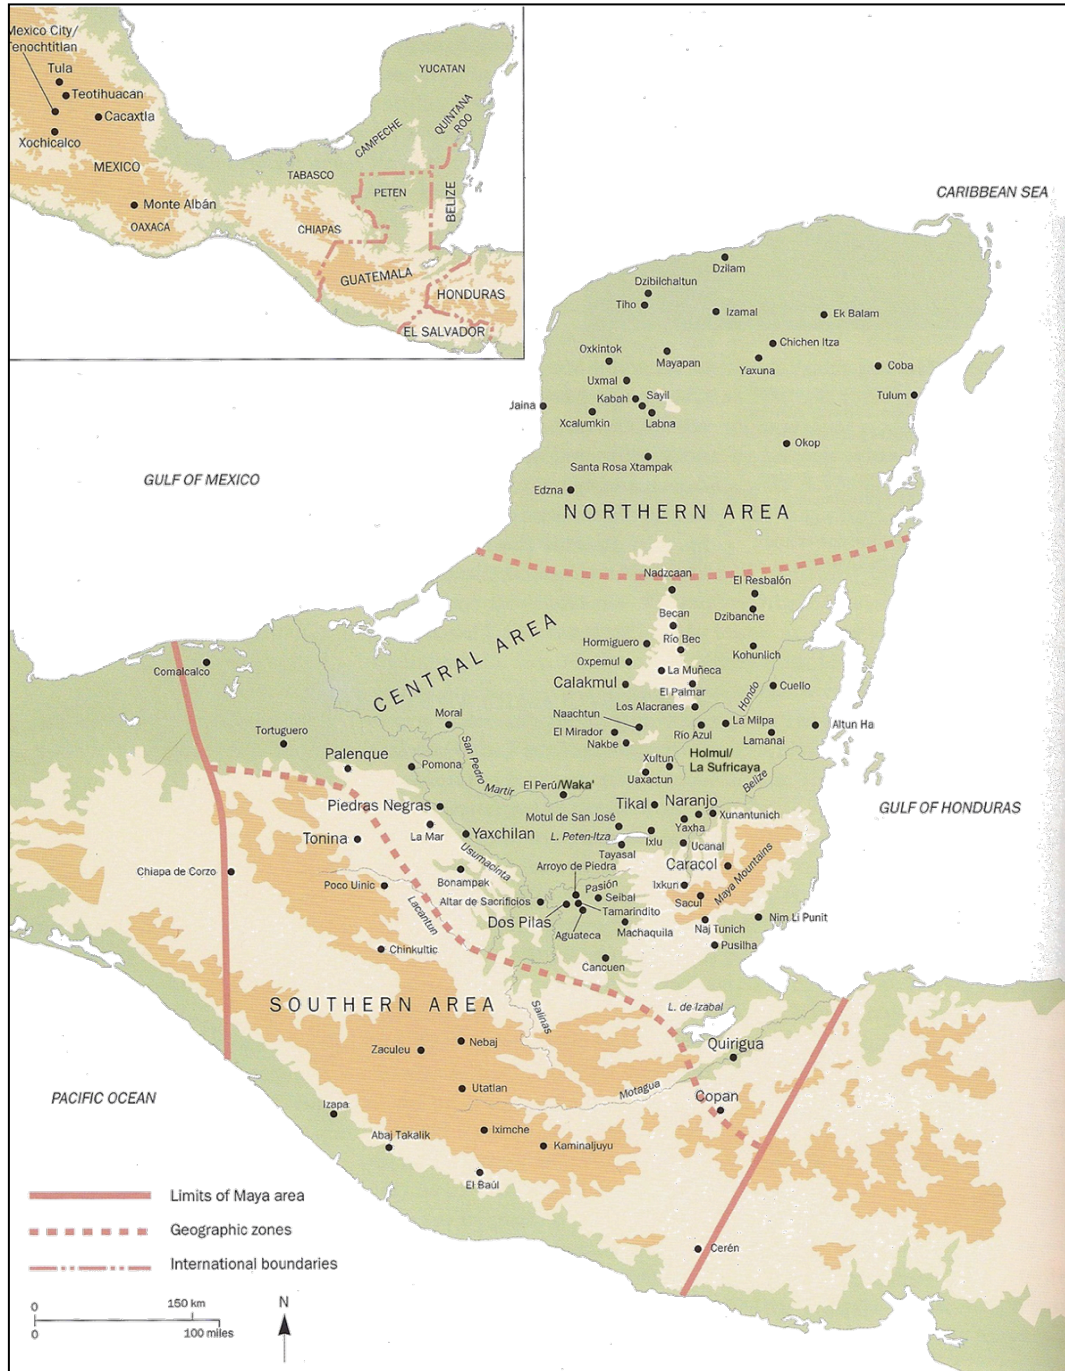 Mexico City/
Tenochtitlan
Tula
Teotihuacan
Cacaxtla
Xochicalco
MEXICO
Monte Albán
OAXACA
YUCATAN
QUINTANA
ROO
CAMPECHE
TABASCO
PETEN
BELIZE
CHIAPAS
GUATEMALA
HONDURAS
EL SALVADOR
CARIBBEAN SEA
Dzilam
Dzibilchaltun
Tiho
Izamal
Ek Balam
Chichen Itza
Oxkintok
Mayapan
Yaxuna
Coba
Uxmal
Kabah
Sayil
Tulum
Jaina
Xcalumkin
Labna
Okop
Santa Rosa Xtampak
GULF OF MEXICO
Edzna
NORTHERN AREA
Nadzcaan
El Resbalón
Becan
Dzibanche
CENTRAL AREA
Hormiguero
Río Bec
Kohunlich
Oxpemul
La Muñeca
Comalcalco
Calakmul
El Palmar
Hondo
Cuello
Los Alacranes
Moral
Naachtun
La Milpa
Altun Ha
Tortuguero
El Mirador
Río Azul
Lamanai
Nakbe
Palenque
San Pedro Martir
Pomona
Xultun
Holmul/
La Sufricaya
Uaxactun
Belize
El Perú/Waka'
Piedras Negras
Tikal
Naranjo
GULF OF HONDURAS
Motul de San José
Xunantunich
La Mar
Yaxchilan
Yaxha
Tonina
L. Peten-Itza
Ixlu
Ucanal
Usumacinta
Tayasal
Maya Mountains
Arroyo de Piedra
Caracol
Chiapa de Corzo
Bonampak
Poco Uinic
Pasión
Ixkun
Altar de Sacrificios
Seibal
Sacul
Lacantun
Dos Pilas
Tamarindito
Nim Li Punit
Aguateca
Machaquila
Naj Tunich
Chinkultic
Pusilha
Cancuen
SOUTHERN AREA
Salinas
L. de Izabal
Zaculeu
Nebaj
Quirigua
Utatlan
Motagua
PACIFIC OCEAN
Copan
Izapa
Abaj Takalik
Iximche
Kaminaljuyu
El Baúl
Limits of Maya area
Geographic zones
Cerén
International boundaries
0
150 km
0
100 miles
N